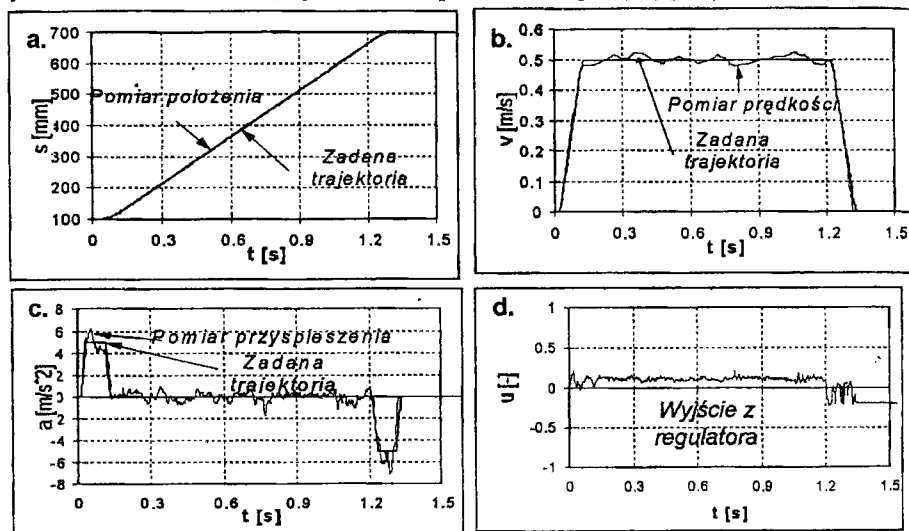 a.
700
600
500
400
300
200
100
s [mm]
Pomiar położenia
Zadana
trajektoria
0 0.3 0.6 0.9 1.2 1.5
t [s]
b.
0.6
0.5
0.4
0.3
0.2
0.1
0
v [m/s]
Pomiar prędkości
Zadana
trajektoria
0 0.3 0.6 0.9 1.2 1.5
t [s]
c.
8
6
4
2
0
-2
-4
-6
-8
a [m/s^2]
Pomiar przyspieszenia
Zadana
trajektoria
0 0.3 0.6 0.9 1.2 1.5
t [s]
d.
1
0.5
0
-0.5
-1
u [-]
Wyjście z
regulatora
0 0.3 0.6 0.9 1.2 1.5
t [s]